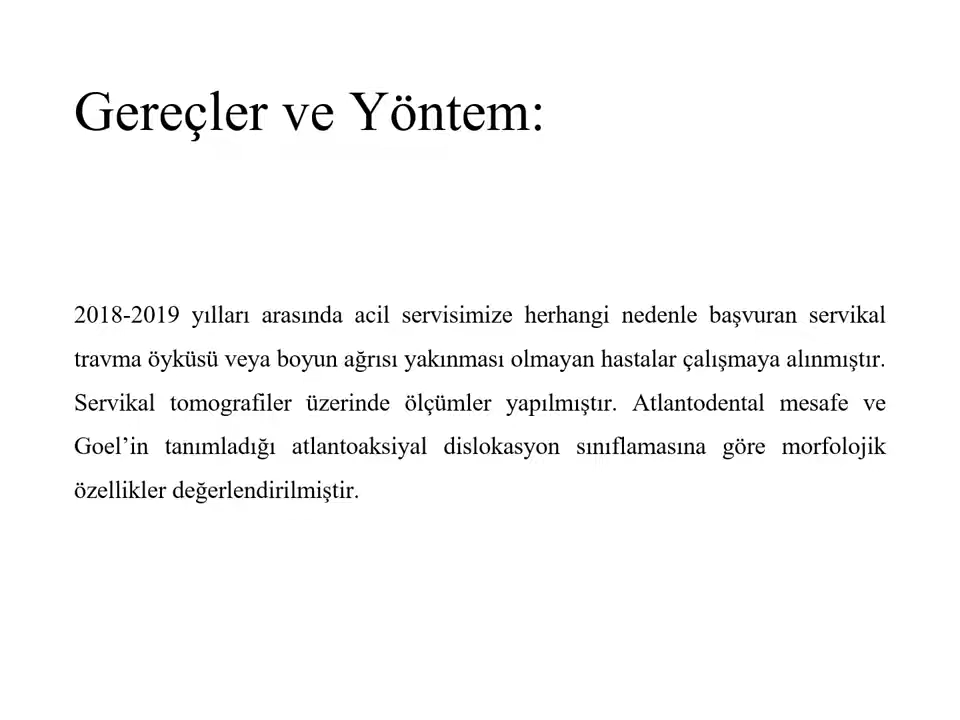 Gereçler ve Yöntem:
2018-2019 yılları arasında acil servisimize herhangi nedenle başvuran servikal
travma öyküsü veya boyun ağrısı yakınması olmayan hastalar çalışmaya alınmıştır.
Servikal tomografiler üzerinde ölçümler yapılmıştır. Atlantodental mesafe ve
Goel’in tanımladığı atlantoaksiyal dislokasyon sınıflamasına göre morfolojik
özellikler değerlendirilmiştir.